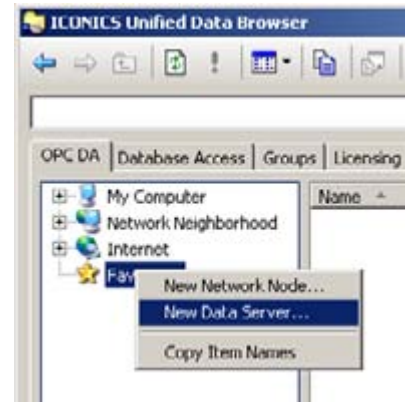 ICONICS Unified Data Browser
OPC DA Database Access Groups Licensing
My Computer
Name
Network Neighborhood
Internet
New Network Node...
New Data Server...
Copy Item Names